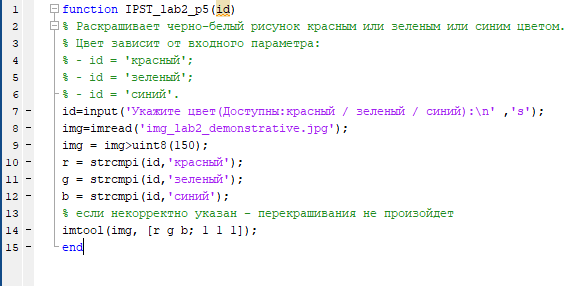 1 function IPST_lab2_p5(id)
2 % Раскрашивает черно-белый рисунок красным или зеленым или синим цветом.
3 % Цвет зависит от входного параметра:
4 % - id = 'красный';
5 % - id = 'зеленый';
6 % - id = 'синий'.
7 - id=input('Укажите цвет(Доступны:красный / зеленый / синий):\n' ,'s');
8 - img=imread('img_lab2_demonstrative.jpg');
9 - img = img>uint8(150);
10 - r = strcmpi(id,'красный');
11 - g = strcmpi(id,'зеленый');
12 - b = strcmpi(id,'синий');
13 % если некорректно указан - перекрашивания не произойдет
14 - imtool(img, [r g b; 1 1 1]);
15 - end